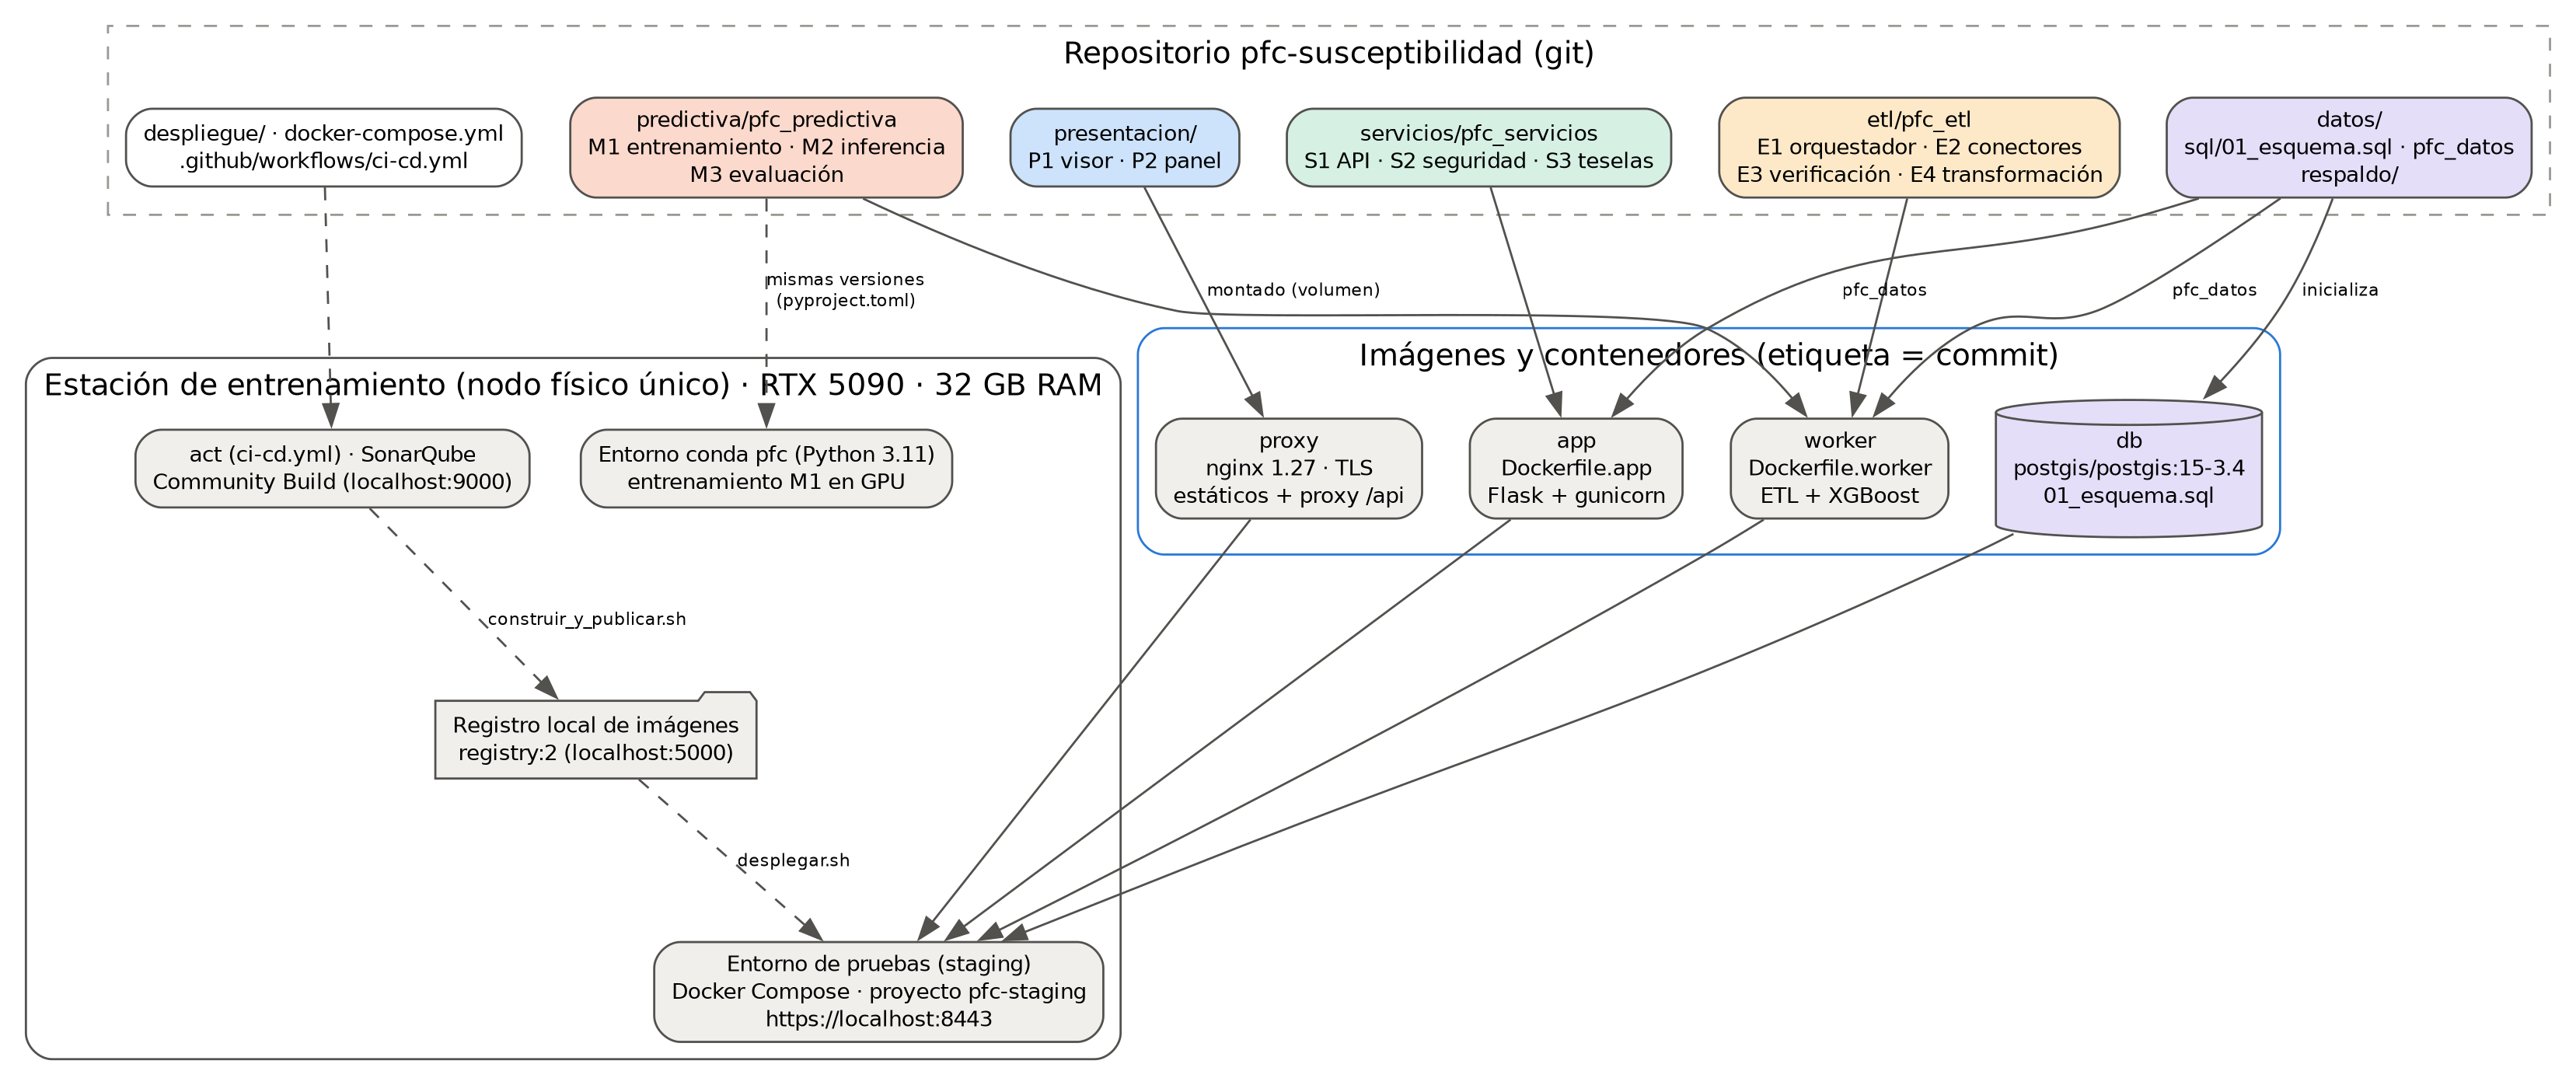 Repositorio pfc-susceptibilidad (git)
despliegue/ · docker-compose.yml
.github/workflows/ci-cd.yml
predictiva/pfc_predictiva
M1 entrenamiento · M2 inferencia
M3 evaluación
presentacion/
P1 visor · P2 panel
servicios/pfc_servicios
S1 API · S2 seguridad · S3 teselas
etl/pfc_etl
E1 orquestador · E2 conectores
E3 verificación · E4 transformación
datos/
sql/01_esquema.sql · pfc_datos
respaldo/
mismas versiones
(pyproject.toml)
montado (volumen)
pfc_datos
pfc_datos
inicializa
Estación de entrenamiento (nodo físico único) · RTX 5090 · 32 GB RAM
Imágenes y contenedores (etiqueta = commit)
act (ci-cd.yml) · SonarQube
Community Build (localhost:9000)
Entorno conda pfc (Python 3.11)
entrenamiento M1 en GPU
proxy
nginx 1.27 · TLS
estáticos + proxy /api
app
Dockerfile.app
Flask + gunicorn
worker
Dockerfile.worker
ETL + XGBoost
db
postgis/postgis:15-3.4
01_esquema.sql
construir_y_publicar.sh
Registro local de imágenes
registry:2 (localhost:5000)
desplegar.sh
Entorno de pruebas (staging)
Docker Compose · proyecto pfc-staging
https://localhost:8443